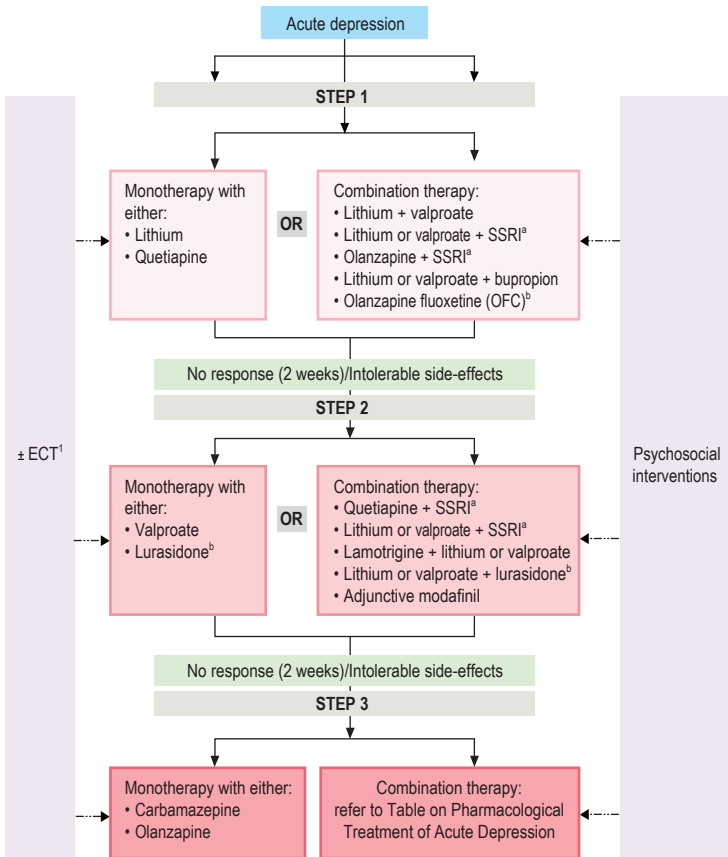 Acute depression
STEP 1
Monotherapy with
either:
• Lithium
• Quetiapine
OR
Combination therapy:
• Lithium + valproate
• Lithium or valproate + SSRIᵃ
• Olanzapine + SSRIᵃ
• Lithium or valproate + bupropion
• Olanzapine fluoxetine (OFC)ᵇ
No response (2 weeks)/Intolerable side-effects
STEP 2
± ECT¹
Psychosocial
interventions
Monotherapy with
either:
• Valproate
• Lurasidoneᵇ
OR
Combination therapy:
• Quetiapine + SSRIᵃ
• Lithium or valproate + SSRIᵃ
• Lamotrigine + lithium or valproate
• Lithium or valproate + lurasidoneᵇ
• Adjunctive modafinil
No response (2 weeks)/Intolerable side-effects
STEP 3
Monotherapy with either:
• Carbamazepine
• Olanzapine
Combination therapy:
refer to Table on Pharmacological
Treatment of Acute Depression